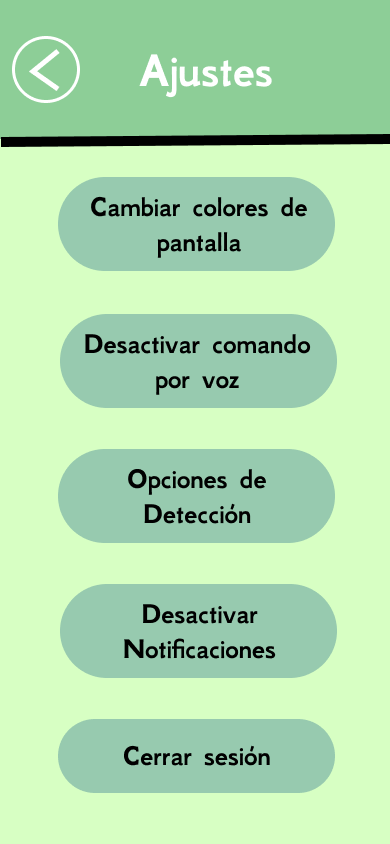 Ajustes
Cambiar colores de
pantalla
Desactivar comando
por voz
Opciones de
Detección
Desactivar
Notificaciones
Cerrar sesión